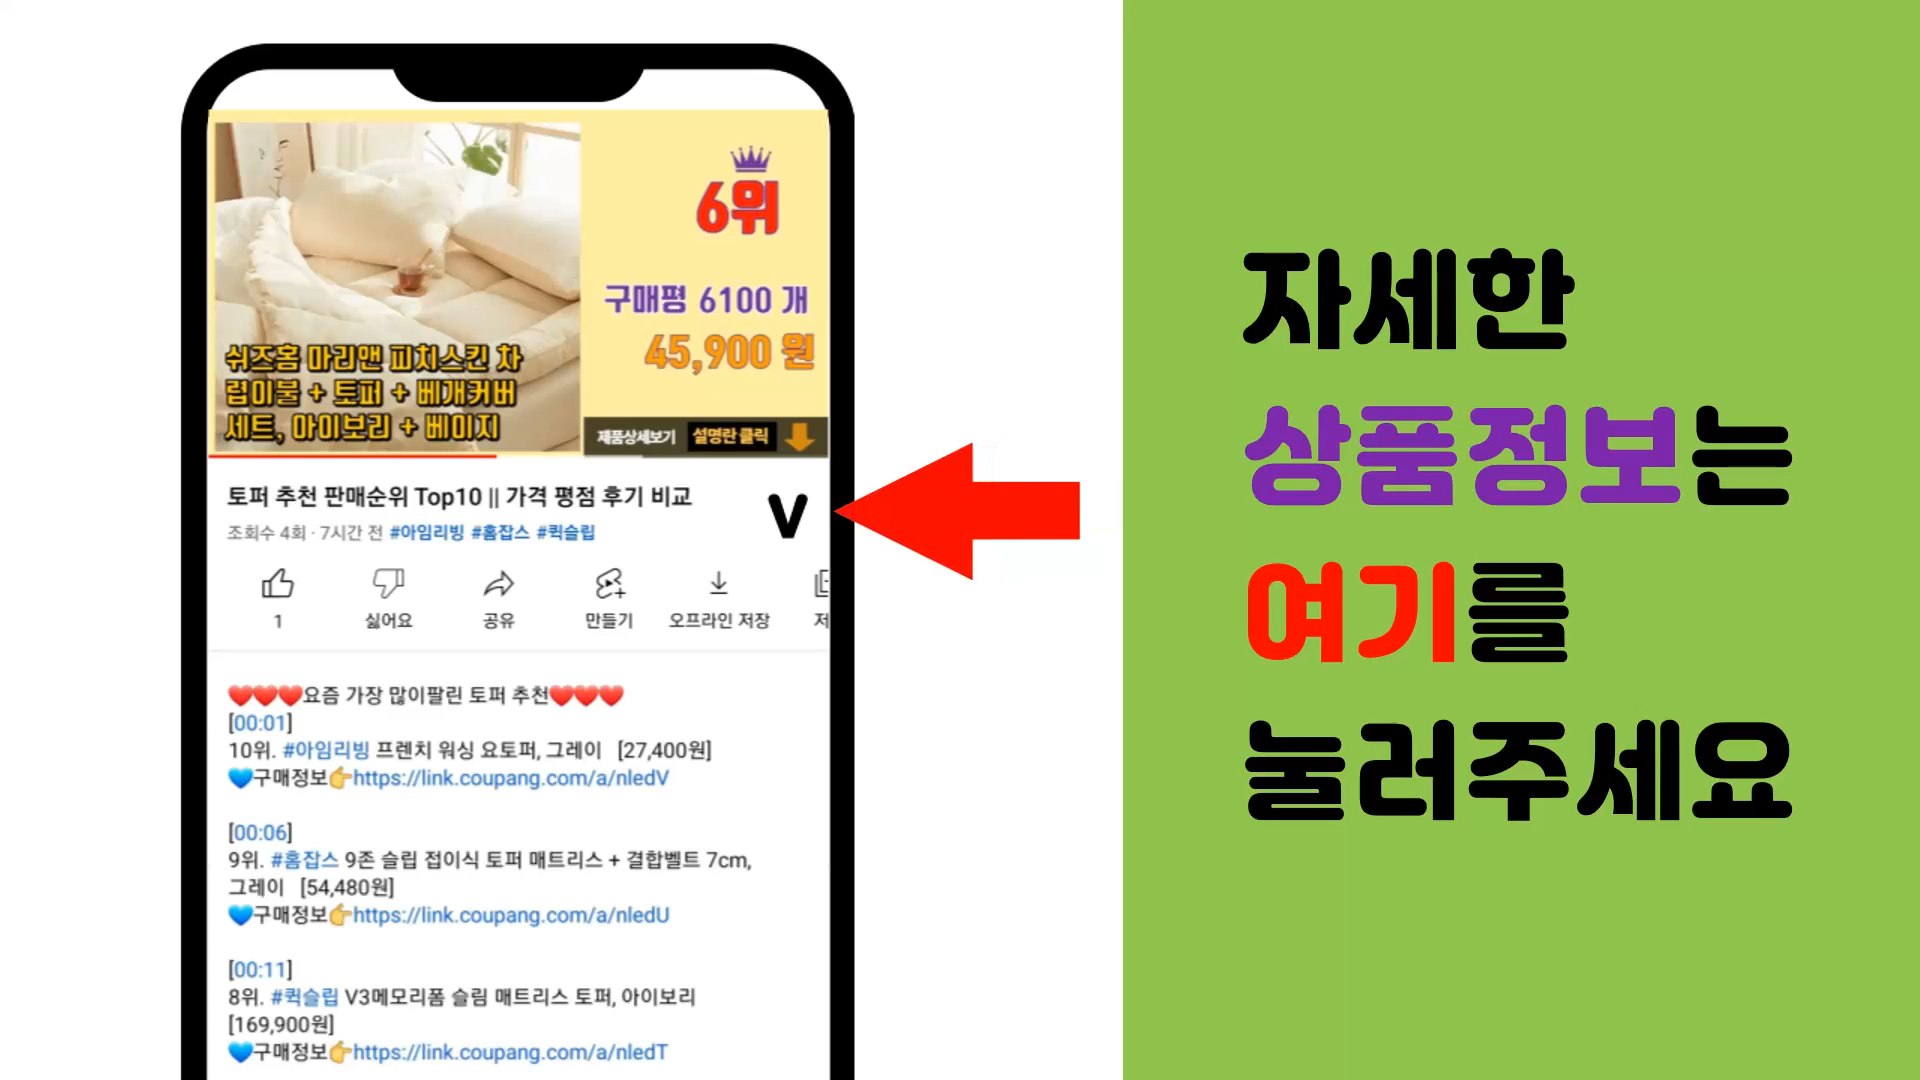 6위
구매평 6100 개
45,900 원
쉬즈홈 마리앤 피치스킨 차
렵이불 + 토퍼 + 베개커버
세트, 아이보리 + 베이지
제품상세보기 설명란 클릭
토퍼 추천 판매순위 Top10 || 가격 평점 후기 비교
V
조회수 4회 · 7시간 전 #아임리빙 #홈잡스 #퀵슬립
1
싫어요
공유
만들기
오프라인 저장
저
❤❤❤요즘 가장 많이팔린 토퍼 추천❤❤❤
[00:01]
10위. #아임리빙 프렌치 워싱 요토퍼, 그레이 [27,400원]
💙구매정보👉https://link.coupang.com/a/nledV
[00:06]
9위. #홈잡스 9존 슬립 접이식 토퍼 매트리스 + 결합벨트 7cm,
그레이 [54,480원]
💙구매정보👉https://link.coupang.com/a/nledU
[00:11]
8위. #퀵슬립 V3메모리폼 슬림 매트리스 토퍼, 아이보리
[169,900원]
💙구매정보👉https://link.coupang.com/a/nledT
자세한
상품정보는
여기를
눌러주세요